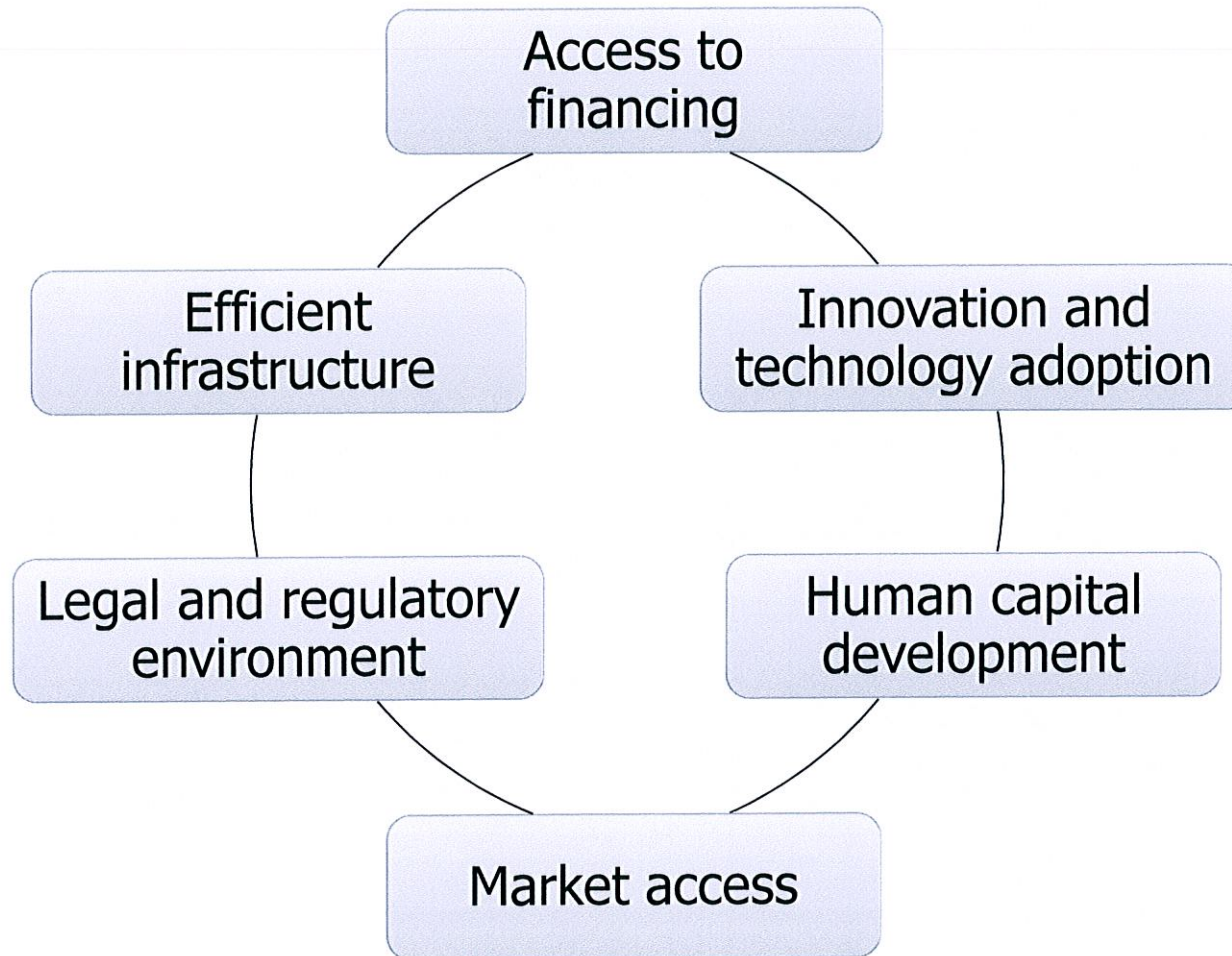 Access to
financing
Efficient
infrastructure
Innovation and
technology adoption
Legal and regulatory
environment
Human capital
development
Market access